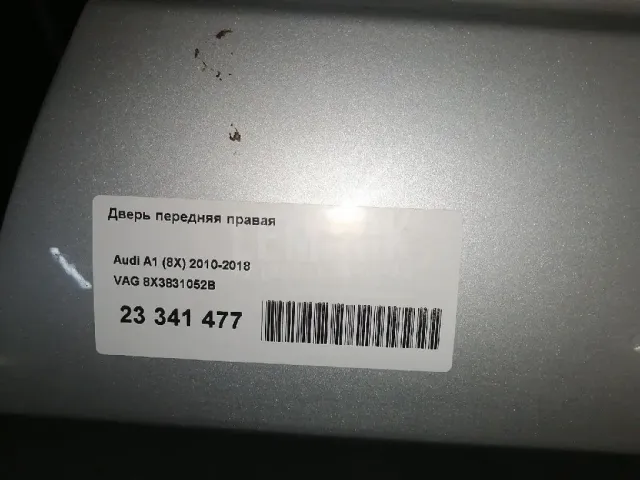 Дверь передняя правая
Audi A1 (8X) 2010-2018
VAG 8X3831052B
23 341 477